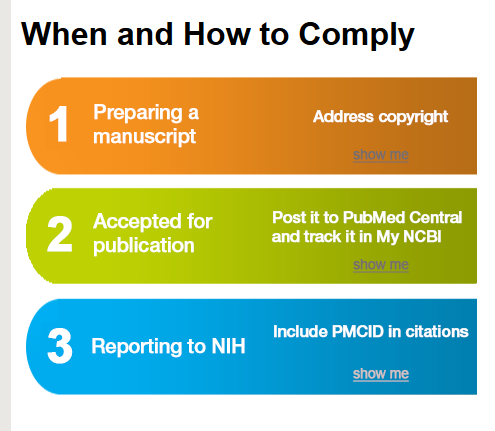 When and How to Comply
1
Preparing a
manuscript
Address copyright
show me
2
Accepted for
publication
Post it to PubMed Central
and track it in My NCBI
show me
3
Reporting to NIH
Include PMCID in citations
show me